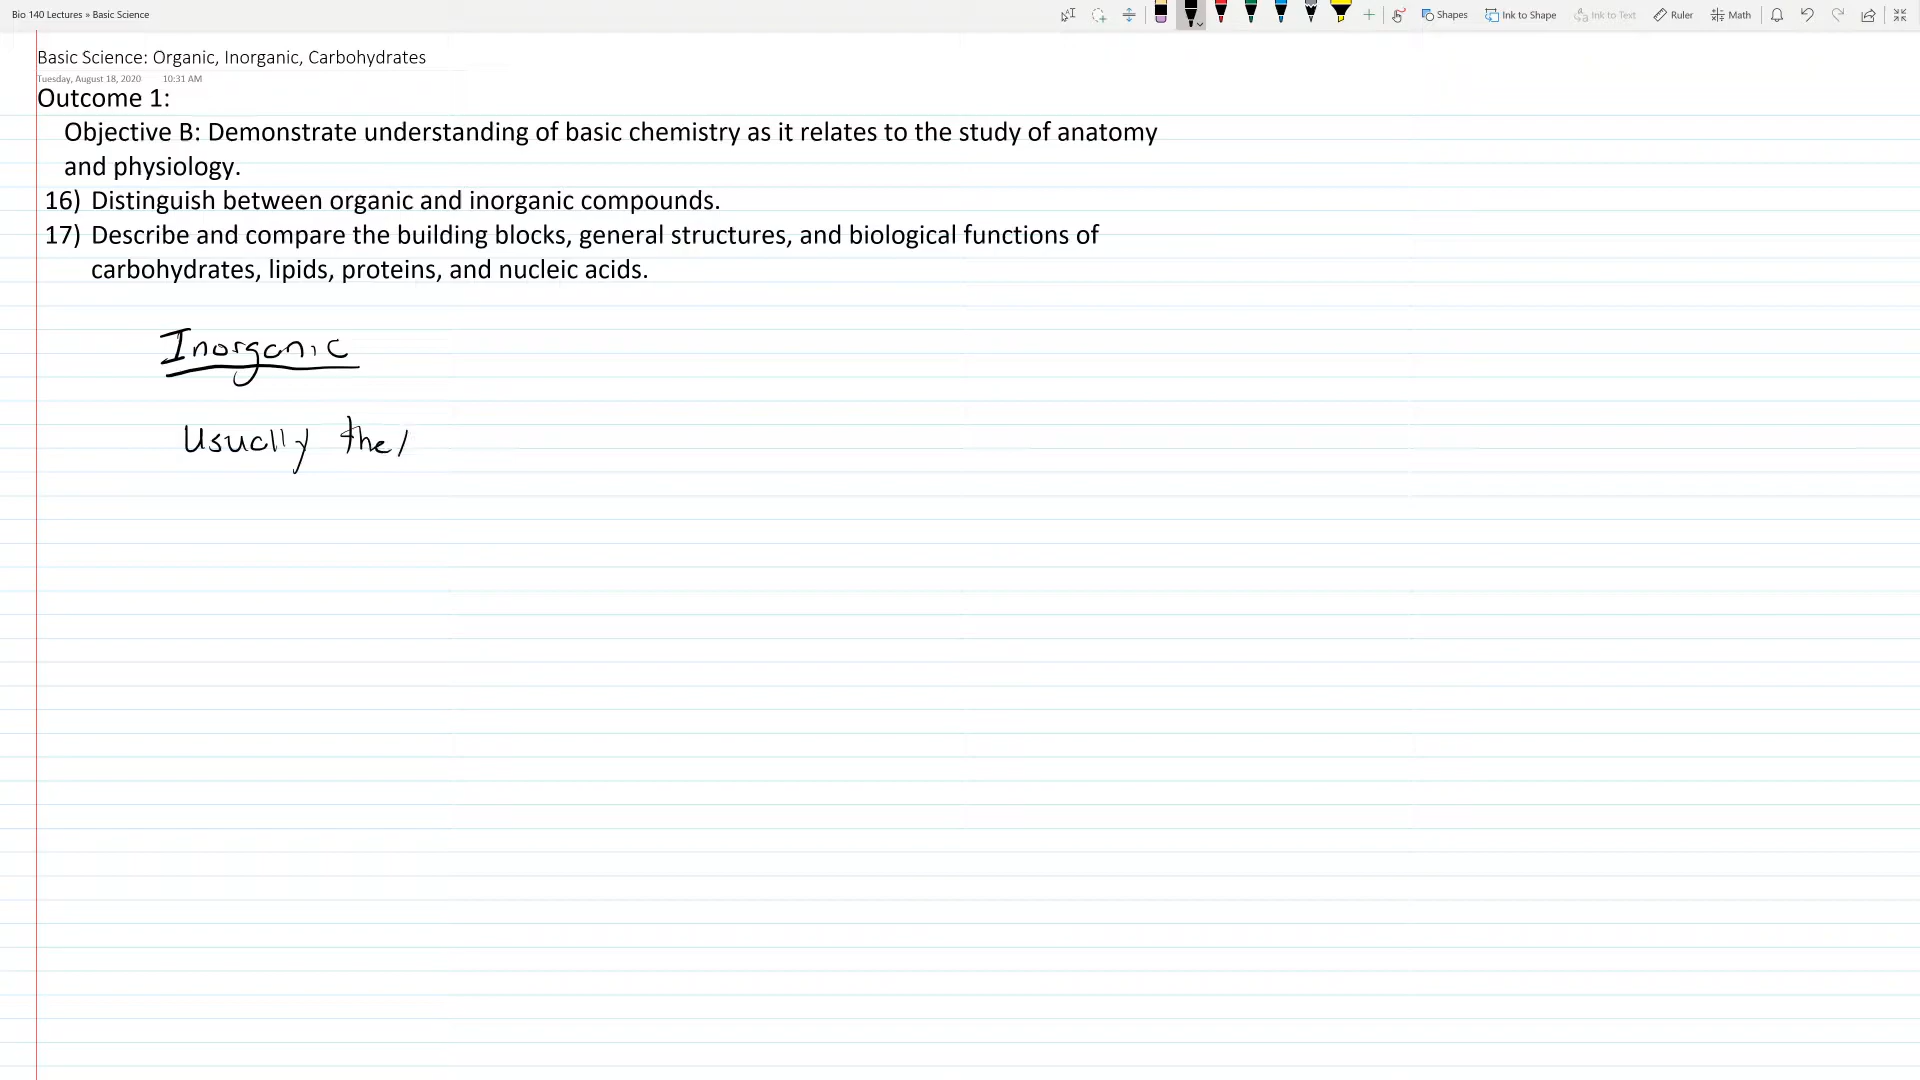 Bio 140 Lectures » Basic Science
Shapes Ink to Shape Ink to Text Ruler Math
Basic Science: Organic, Inorganic, Carbohydrates
Tuesday, August 18, 2020 10:31 AM
Outcome 1:
Objective B: Demonstrate understanding of basic chemistry as it relates to the study of anatomy
and physiology.
16) Distinguish between organic and inorganic compounds.
17) Describe and compare the building blocks, general structures, and biological functions of
carbohydrates, lipids, proteins, and nucleic acids.
Inorganic
Usually the